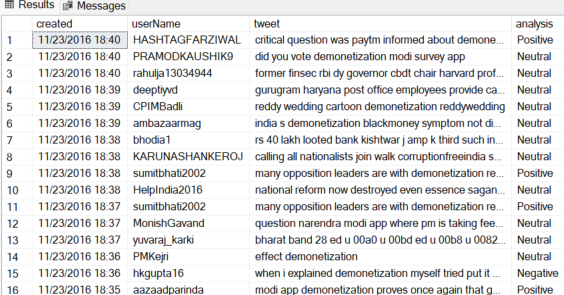 Results Messages
created userName tweet analysis
1 11/23/2016 18:40 HASHTAGFARZIWAL critical question was paytm informed about demone... Positive
2 11/23/2016 18:40 PRAMODKAUSHIK9 did you vote demonetization modi survey app Neutral
3 11/23/2016 18:40 rahulja13034944 former finsec rbi dy governor cbdt chair harvard prof... Neutral
4 11/23/2016 18:39 deeptiyvd gurugram haryana post office employees provide ca... Neutral
5 11/23/2016 18:39 CPIMBadli reddy wedding cartoon demonetization reddywedding Neutral
6 11/23/2016 18:39 ambazaarmag india s demonetization blackmoney symptom not di... Neutral
7 11/23/2016 18:38 bhodia1 rs 40 lakh looted bank kishtwar j amp k third such in... Neutral
8 11/23/2016 18:38 KARUNASHANKEROJ calling all nationalists join walk corruptionfreeindia s... Neutral
9 11/23/2016 18:38 sumitbhati2002 many opposition leaders are with demonetization re... Positive
10 11/23/2016 18:38 HelpIndia2016 national reform now destroyed even essence sagan... Neutral
11 11/23/2016 18:37 sumitbhati2002 many opposition leaders are with demonetization re... Positive
12 11/23/2016 18:37 MonishGavand question narendra modi app where pm is taking fee... Neutral
13 11/23/2016 18:37 yuvaraj_karki bharat band 28 ed u 00a0 u 00bd ed u 00b8 u 0082... Neutral
14 11/23/2016 18:36 PMKejri effect demonetization Neutral
15 11/23/2016 18:36 hkgupta16 when i explained demonetization myself tried put it ... Negative
16 11/23/2016 18:35 aazaadparinda modi app demonetization proves once again that g... Positive